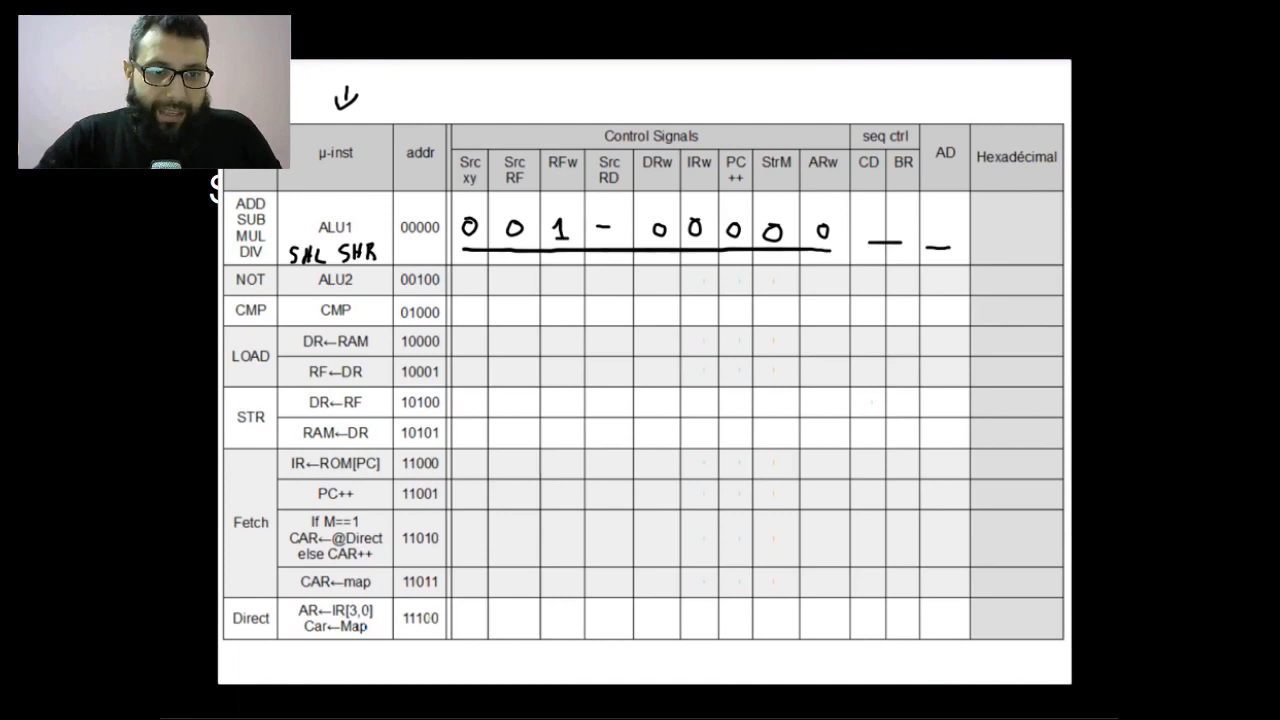 µ-inst addr Control Signals seq ctrl AD Hexadécimal
Src xy Src RF RFw Src RD DRw IRw PC ++ StrM ARw CD BR
ADD SUB MUL DIV ALU1 00000 0 0 1 - 0 0 0 0 0 — —
SHL SHR
NOT ALU2 00100
CMP CMP 01000
LOAD DR←RAM 10000
RF←DR 10001
STR DR←RF 10100
RAM←DR 10101
Fetch IR←ROM[PC] 11000
PC++ 11001
If M==1
CAR←@Direct 11010
else CAR++
CAR←map 11011
Direct AR←IR[3,0] 11100
Car←Map